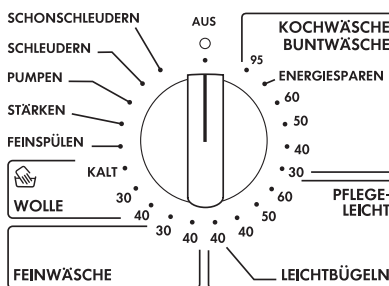 SCHONSCHLEUDERN
AUS
KOCHWÄSCHE
BUNTWÄSCHE
SCHLEUDERN
95
ENERGIESPAREN
PUMPEN
60
STÄRKEN
50
FEINSPÜLEN
40
KALT
30
30
60
PFLEGE-
LEICHT
WOLLE
40
50
30
40
40
40
FEINWÄSCHE
LEICHTBÜGELN